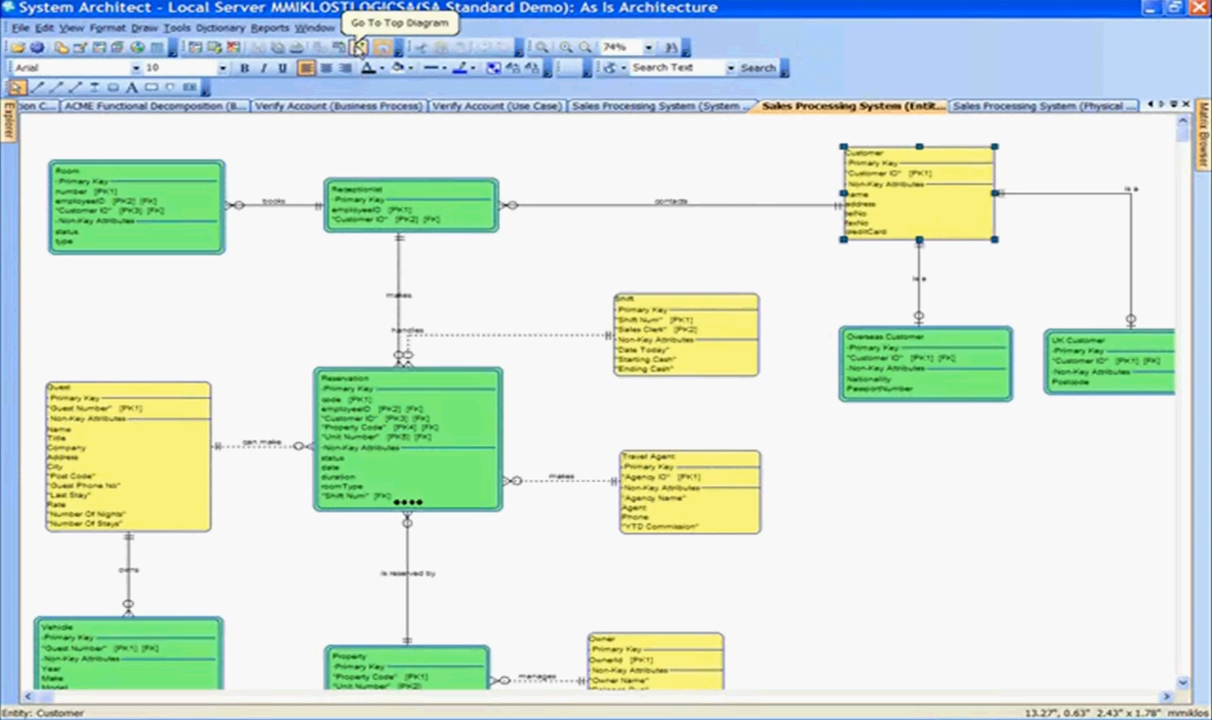 System Architect - Local Server MMIKLOSTLOGICSA(SA Standard Demo): As Is Architecture
Go To Top Diagram
File Edit View Format Draw Tools Dictionary Reports Window
74%
Arial 10 B I U Search Text Search
ion C... ACME Functional Decomposition (B... Verify Account (Business Process) Verify Account (Use Case) Sales Processing System (System ... Sales Processing System (Entit... Sales Processing System (Physical ...
Explorer
Matrix Browser
Room
-Primary Key
number [PK1]
employeeID [PK2] [FK]
"Customer ID" [PK3] [FK]
-Non-Key Attributes
status
type
books
Receptionist
-Primary Key
employeeID [PK1]
"Customer ID" [PK2] [FK]
contacts
Customer
-Primary Key
"Customer ID" [PK1]
-Non-Key Attributes
name
address
telNo
faxNo
creditCard
is a
is a
makes
handles
Shift
-Primary Key
"Shift Num" [PK1]
"Sales Clerk" [PK2]
-Non-Key Attributes
"Date Today"
"Starting Cash"
"Ending Cash"
Overseas Customer
-Primary Key
"Customer ID" [PK1] [FK]
-Non-Key Attributes
Nationality
PassportNumber
UK Customer
-Primary Key
"Customer ID" [PK1] [FK]
-Non-Key Attributes
Postcode
Guest
-Primary Key
"Guest Number" [PK1]
-Non-Key Attributes
Name
Title
Company
Address
City
"Post Code"
"Guest Phone No"
"Last Stay"
Rate
"Number Of Nights"
"Number Of Stays"
can make
Reservation
-Primary Key
code [PK1]
employeeID [PK2] [FK]
"Customer ID" [PK3] [FK]
"Property Code" [PK4] [FK]
"Unit Number" [PK5] [FK]
-Non-Key Attributes
status
date
duration
roomType
"Shift Num" [FK]
makes
Travel Agent
-Primary Key
"Agency ID" [PK1]
-Non-Key Attributes
"Agency Name"
Agent
Phone
"YTD Commission"
owns
is reserved by
Vehicle
-Primary Key
"Guest Number" [PK1] [FK]
-Non-Key Attributes
Year
Make
Model
Property
-Primary Key
"Property Code" [PK1]
"Unit Number" [PK2]
manages
Owner
-Primary Key
OwnerId [PK1]
-Non-Key Attributes
"Owner Name"
Entity: Customer
13.27", 0.63" 2.43" x 1.78" mmiklos